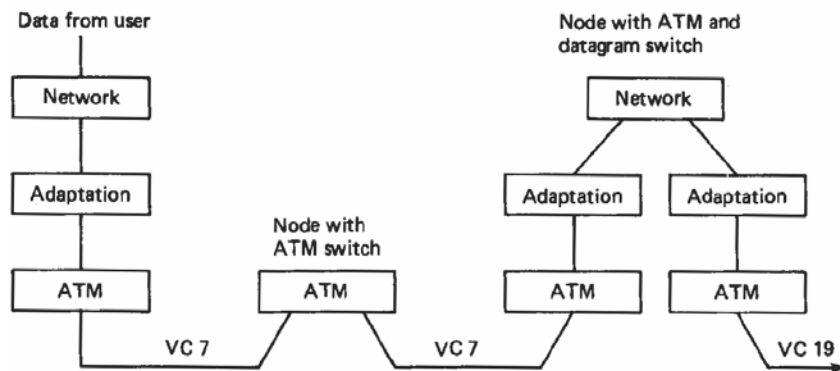 Data from user
Node with ATM and
datagram switch
Network
Network
Adaptation
Adaptation
Adaptation
Node with
ATM switch
ATM
ATM
ATM
ATM
VC 7
VC 7
VC 19